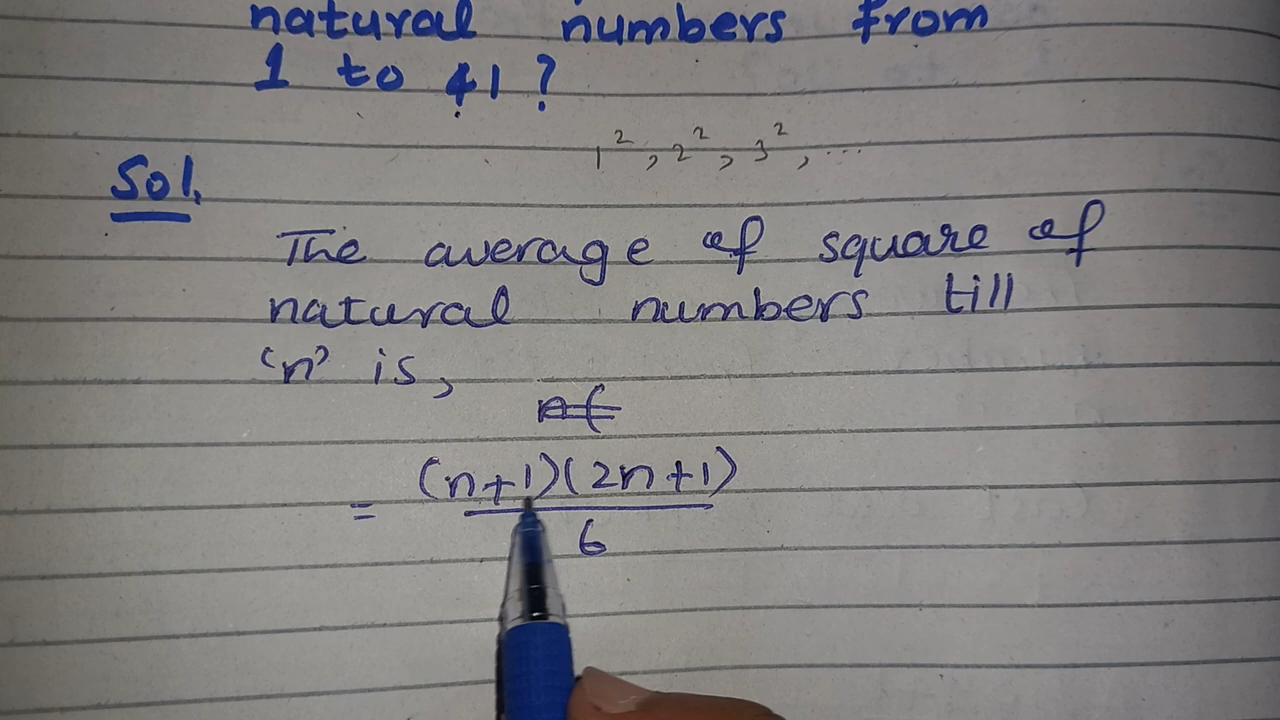 natural numbers from
1 to 41?
1², 2², 3², ...
Sol.
The average of square of
natural numbers till
'n' is,
= (n+1)(2n+1)
6